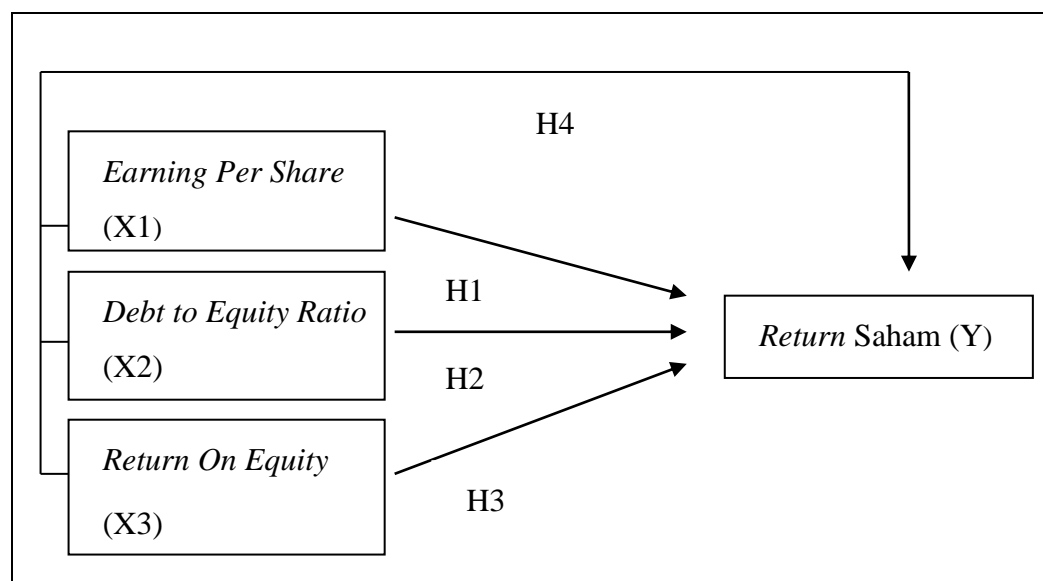 H4
Earning Per Share
(X1)
H1
Debt to Equity Ratio
(X2)
Return Saham (Y)
H2
Return On Equity
(X3)
H3